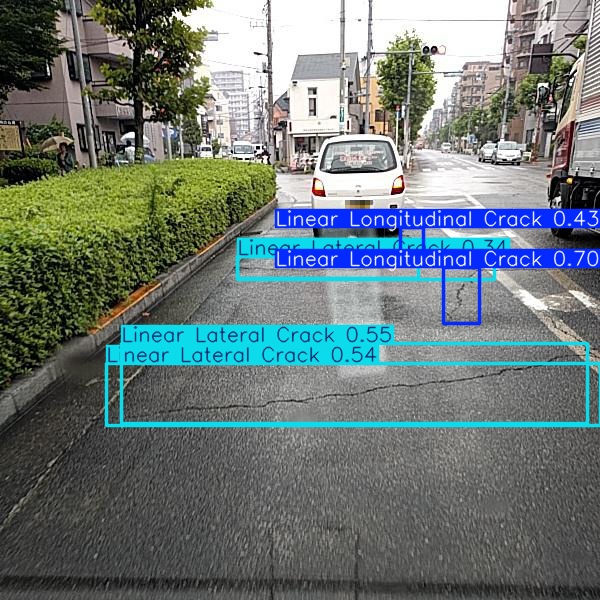 Linear Longitudinal Crack 0.43
Linear Lateral Crack 0.34
Linear Longitudinal Crack 0.70
Linear Lateral Crack 0.55
Linear Lateral Crack 0.54